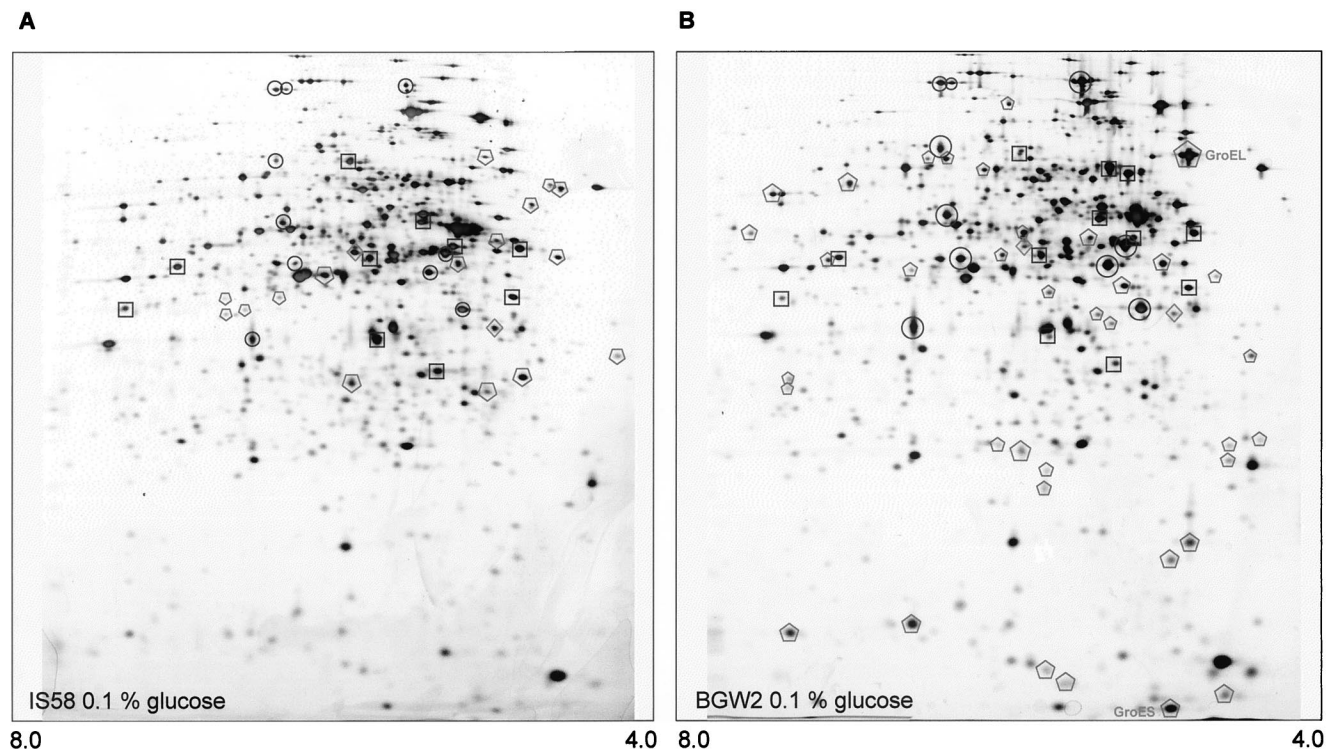 A
B
GroEL
IS58 0.1 % glucose
BGW2 0.1 % glucose
GroES
8.0
4.0
8.0
4.0